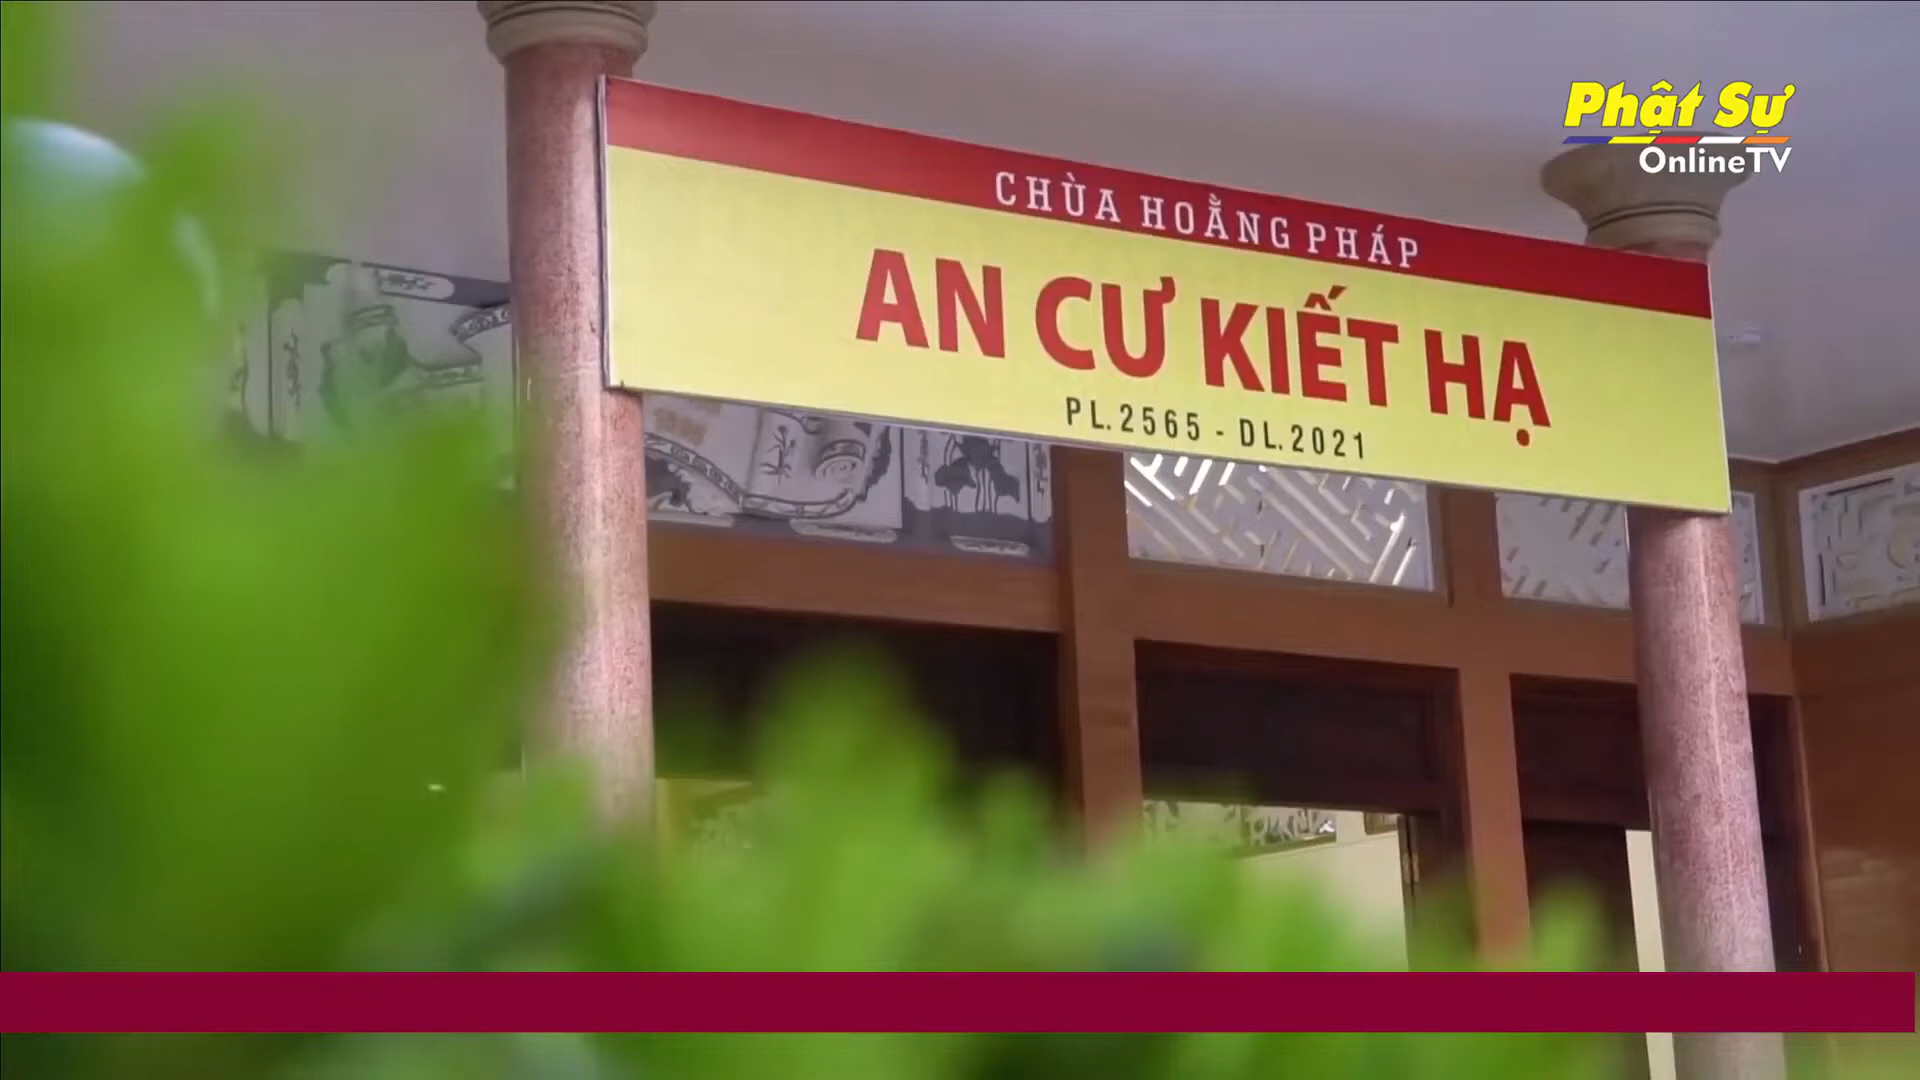 Phật Sự
OnlineTV
CHÙA HOẰNG PHÁP
AN CƯ KIẾT HẠ
PL.2565 - DL.2021